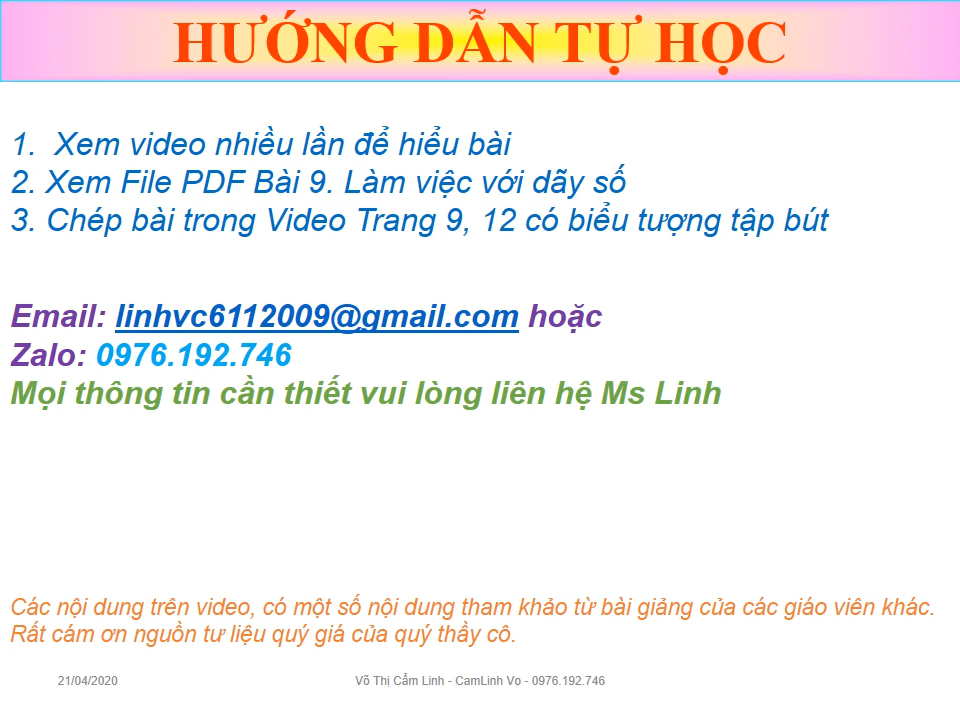 HƯỚNG DẪN TỰ HỌC
1. Xem video nhiều lần để hiểu bài
2. Xem File PDF Bài 9. Làm việc với dãy số
3. Chép bài trong Video Trang 9, 12 có biểu tượng tập bút
Email: linhvc6112009@gmail.com hoặc
Zalo: 0976.192.746
Mọi thông tin cần thiết vui lòng liên hệ Ms Linh
Các nội dung trên video, có một số nội dung tham khảo từ bài giảng của các giáo viên khác.
Rất cám ơn nguồn tư liệu quý giá của quý thầy cô.
21/04/2020 Võ Thị Cẩm Linh - CamLinh Vo - 0976.192.746